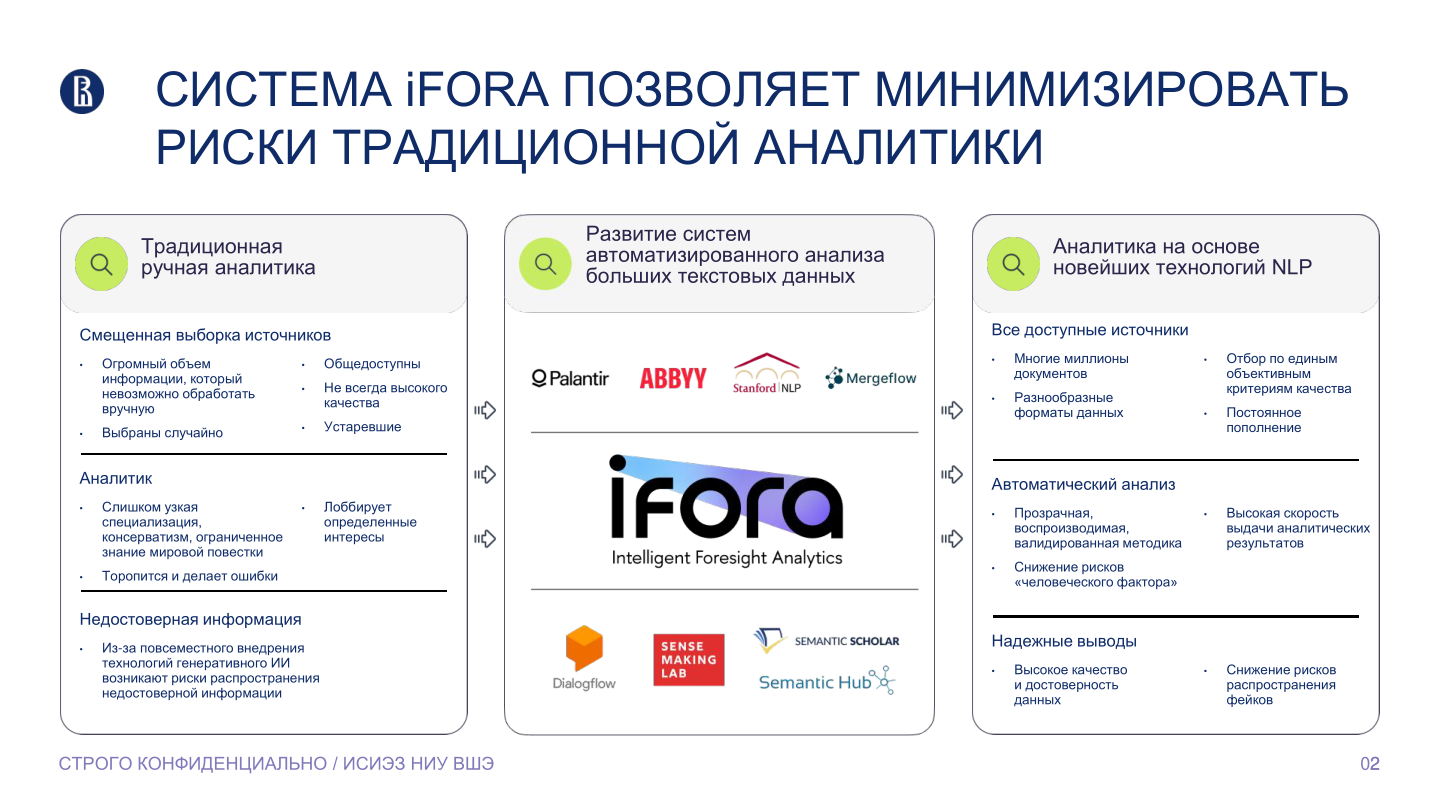 СИСТЕМА iFORA ПОЗВОЛЯЕТ МИНИМИЗИРОВАТЬ
РИСКИ ТРАДИЦИОННОЙ АНАЛИТИКИ
Традиционная
ручная аналитика
Смещенная выборка источников
• Огромный объем
информации, который
невозможно обработать
вручную
• Выбраны случайно
• Общедоступны
• Не всегда высокого
качества
• Устаревшие
Аналитик
• Слишком узкая
специализация,
консерватизм, ограниченное
знание мировой повестки
• Торопится и делает ошибки
• Лоббирует
определенные
интересы
Недостоверная информация
• Из-за повсеместного внедрения
технологий генеративного ИИ
возникают риски распространения
недостоверной информации
Развитие систем
автоматизированного анализа
больших текстовых данных
Palantir
ABBYY
Stanford NLP
Mergeflow
ifora
Intelligent Foresight Analytics
Dialogflow
SENSE
MAKING
LAB
SEMANTIC SCHOLAR
Semantic Hub
Аналитика на основе
новейших технологий NLP
Все доступные источники
• Многие миллионы
документов
• Разнообразные
форматы данных
• Отбор по единым
объективным
критериям качества
• Постоянное
пополнение
Автоматический анализ
• Прозрачная,
воспроизводимая,
валидированная методика
• Снижение рисков
«человеческого фактора»
• Высокая скорость
выдачи аналитических
результатов
Надежные выводы
• Высокое качество
и достоверность
данных
• Снижение рисков
распространения
фейков
СТРОГО КОНФИДЕНЦИАЛЬНО / ИСИЭЗ НИУ ВШЭ
02